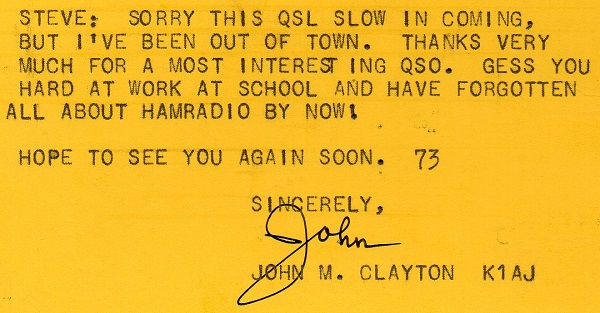 STEVE: SORRY THIS QSL SLOW IN COMING,
BUT I'VE BEEN OUT OF TOWN. THANKS VERY
MUCH FOR A MOST INTEREST ING QSO. GESS YOU
HARD AT WORK AT SCHOOL AND HAVE FORGOTTEN
ALL ABOUT HAMRADIO BY NOW!
HOPE TO SEE YOU AGAIN SOON. 73
SINCERELY,
John
JOHN M. CLAYTON K1AJ